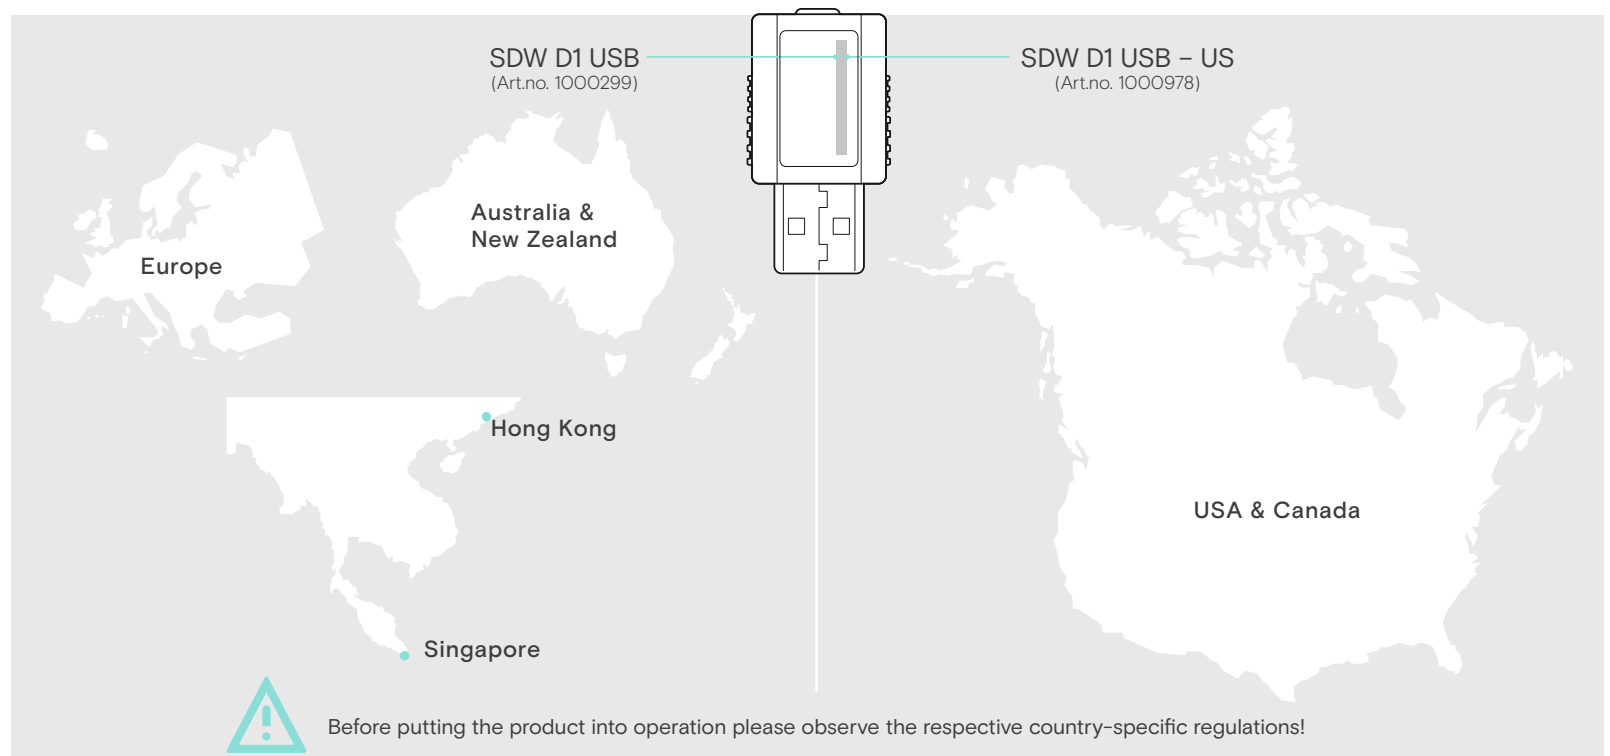 SDW D1 USB
(Art.no. 1000299)
SDW D1 USB – US
(Art.no. 1000978)
Europe
Australia &
New Zealand
Hong Kong
Singapore
USA & Canada
Before putting the product into operation please observe the respective country-specific regulations!